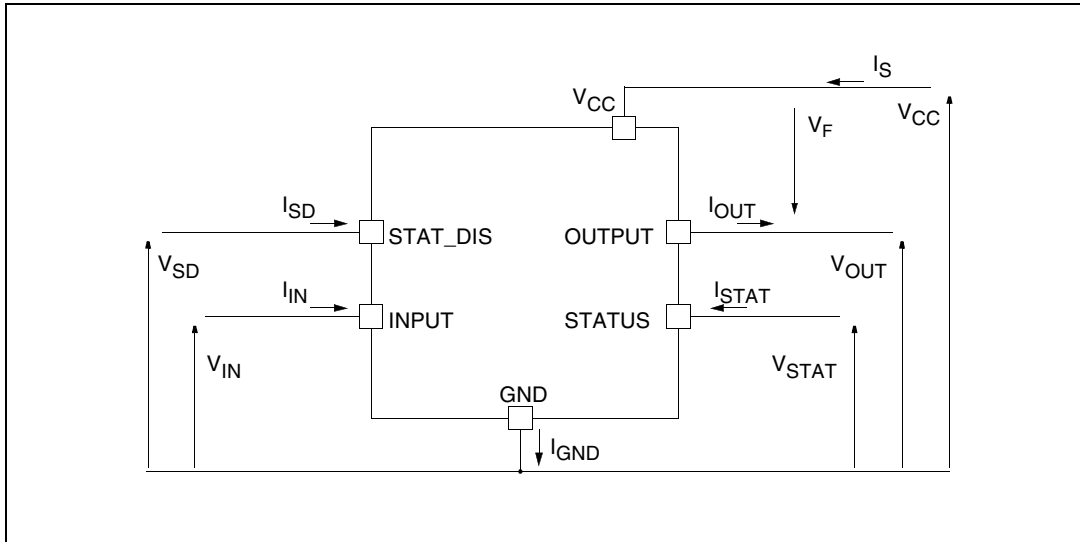 I_S
V_CC
V_CC
V_F
I_SD
I_OUT
STAT_DIS
OUTPUT
V_SD
V_OUT
I_IN
I_STAT
INPUT
STATUS
V_IN
V_STAT
GND
I_GND